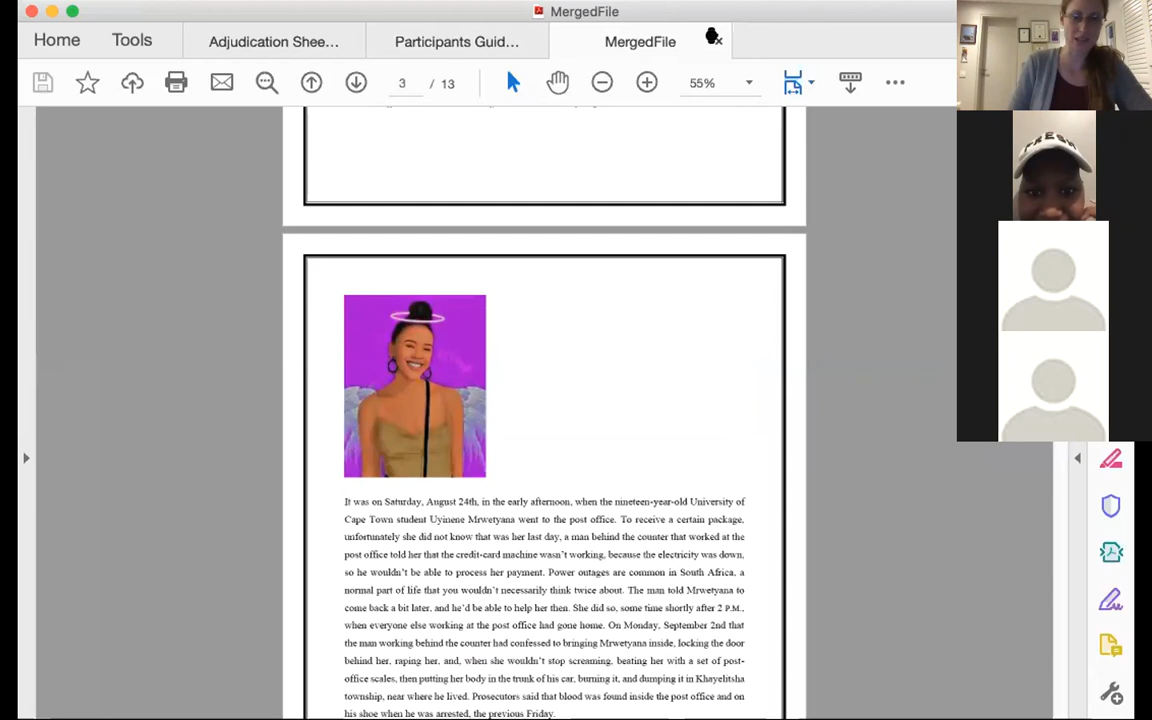 MergedFile
Home Tools Adjudication Shee... Participants Guid... MergedFile
3 / 13 55%
FRESH
It was on Saturday, August 24th, in the early afternoon, when the nineteen-year-old University of
Cape Town student Uyinene Mrwetyana went to the post office. To receive a certain package,
unfortunately she did not know that was her last day, a man behind the counter that worked at the
post office told her that the credit-card machine wasn't working, because the electricity was down,
so he wouldn't be able to process her payment. Power outages are common in South Africa, a
normal part of life that you wouldn't necessarily think twice about. The man told Mrwetyana to
come back a bit later, and he'd be able to help her then. She did so, some time shortly after 2 P.M.,
when everyone else working at the post office had gone home. On Monday, September 2nd that
the man working behind the counter had confessed to bringing Mrwetyana inside, locking the door
behind her, raping her, and, when she wouldn't stop screaming, beating her with a set of post-
office scales, then putting her body in the trunk of his car, burning it, and dumping it in Khayelitsha
township, near where he lived. Prosecutors said that blood was found inside the post office and on
his shoe when he was arrested, the previous Friday.